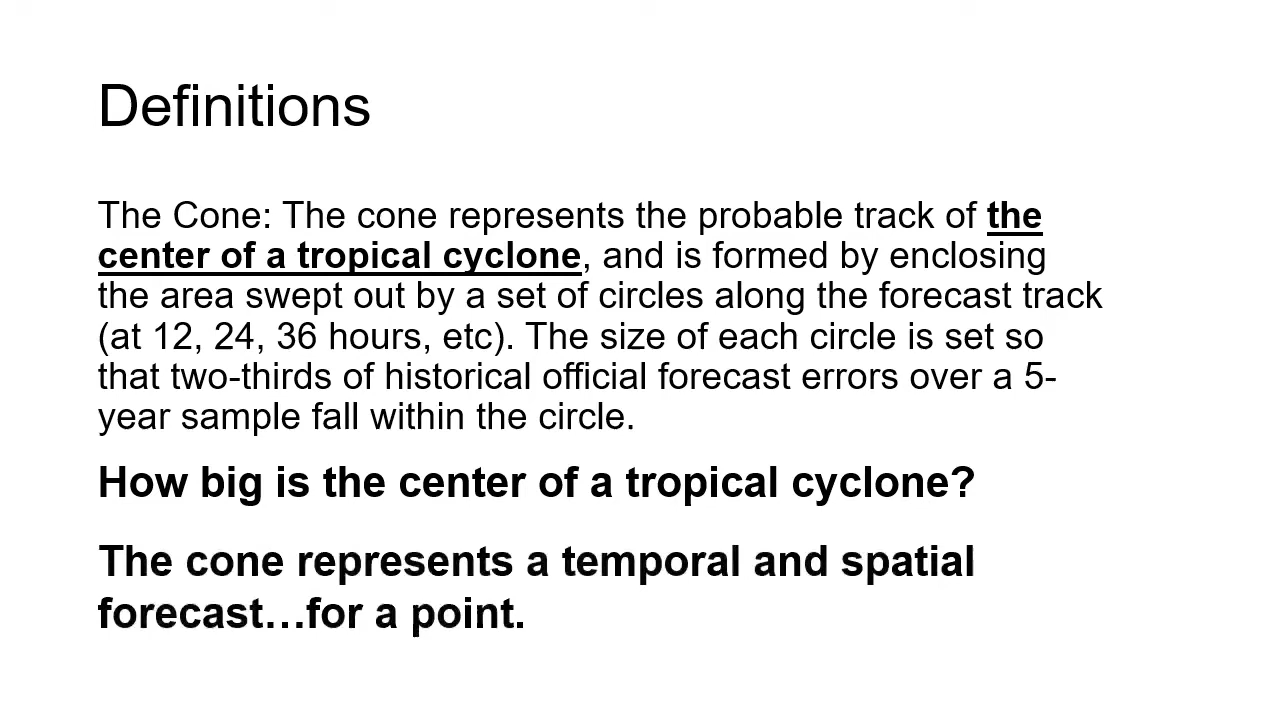 Definitions
The Cone: The cone represents the probable track of the
center of a tropical cyclone, and is formed by enclosing
the area swept out by a set of circles along the forecast track
(at 12, 24, 36 hours, etc). The size of each circle is set so
that two-thirds of historical official forecast errors over a 5-
year sample fall within the circle.
How big is the center of a tropical cyclone?
The cone represents a temporal and spatial
forecast…for a point.